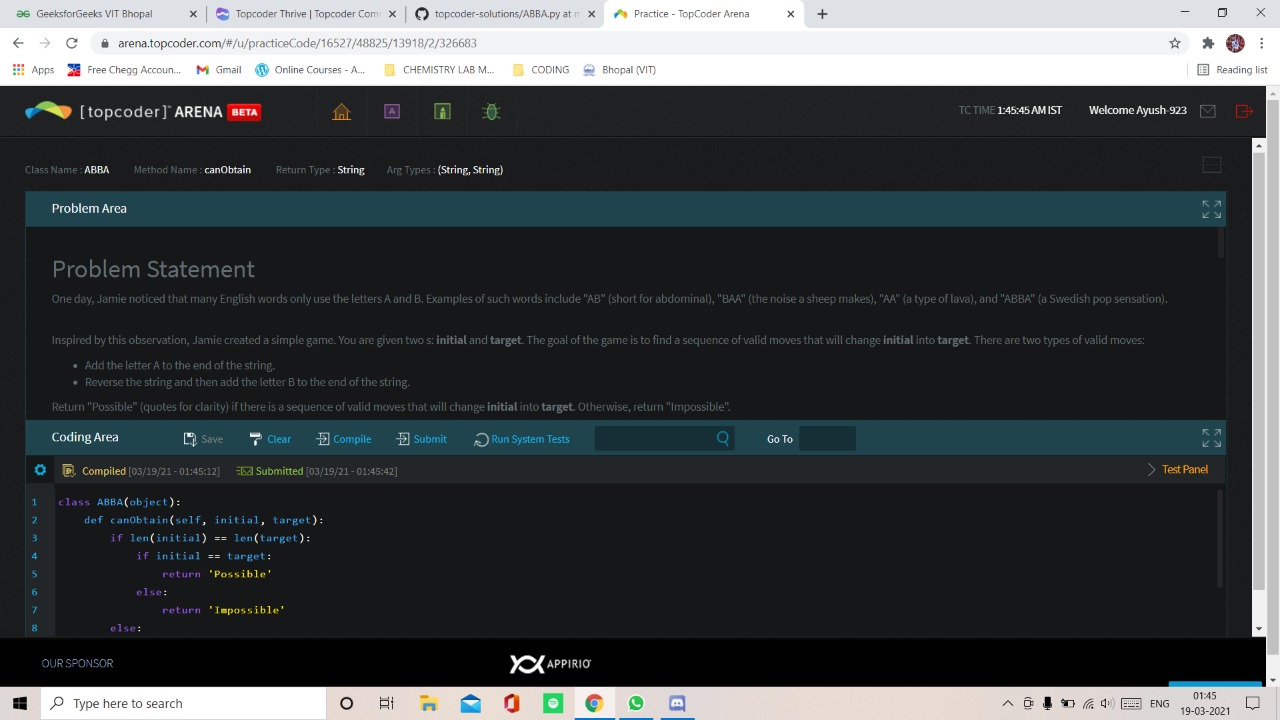 GeeksforGeeks VIT Bhopal
Topcoder Thrive | Topcoder Com
topcoder-solutions/ABBA.py at m
Practice - TopCoder Arena
arena.topcoder.com/#/u/practiceCode/16527/48825/13918/2/326683
Apps
Free Chegg Accoun...
Gmail
Online Courses - A...
CHEMISTRY LAB M...
CODING
Bhopal (VIT)
Reading list
[topcoder] ARENA BETA
TC TIME 1:45:45 AM IST
Welcome Ayush-923
Class Name : ABBA
Method Name : canObtain
Return Type : String
Arg Types : (String, String)
Problem Area
Problem Statement
One day, Jamie noticed that many English words only use the letters A and B. Examples of such words include "AB" (short for abdominal), "BAA" (the noise a sheep makes), "AA" (a type of lava), and "ABBA" (a Swedish pop sensation).
Inspired by this observation, Jamie created a simple game. You are given two s: initial and target. The goal of the game is to find a sequence of valid moves that will change initial into target. There are two types of valid moves:
• Add the letter A to the end of the string.
• Reverse the string and then add the letter B to the end of the string.
Return "Possible" (quotes for clarity) if there is a sequence of valid moves that will change initial into target. Otherwise, return "Impossible".
Coding Area
Save
Clear
Compile
Submit
Run System Tests
Go To
Compiled [03/19/21 - 01:45:12]
Submitted [03/19/21 - 01:45:42]
Test Panel
1 class ABBA(object):
2 def canObtain(self, initial, target):
3 if len(initial) == len(target):
4 if initial == target:
5 return 'Possible'
6 else:
7 return 'Impossible'
8 else:
OUR SPONSOR
APPIRIO
Type here to search
ENG
01:45
19-03-2021